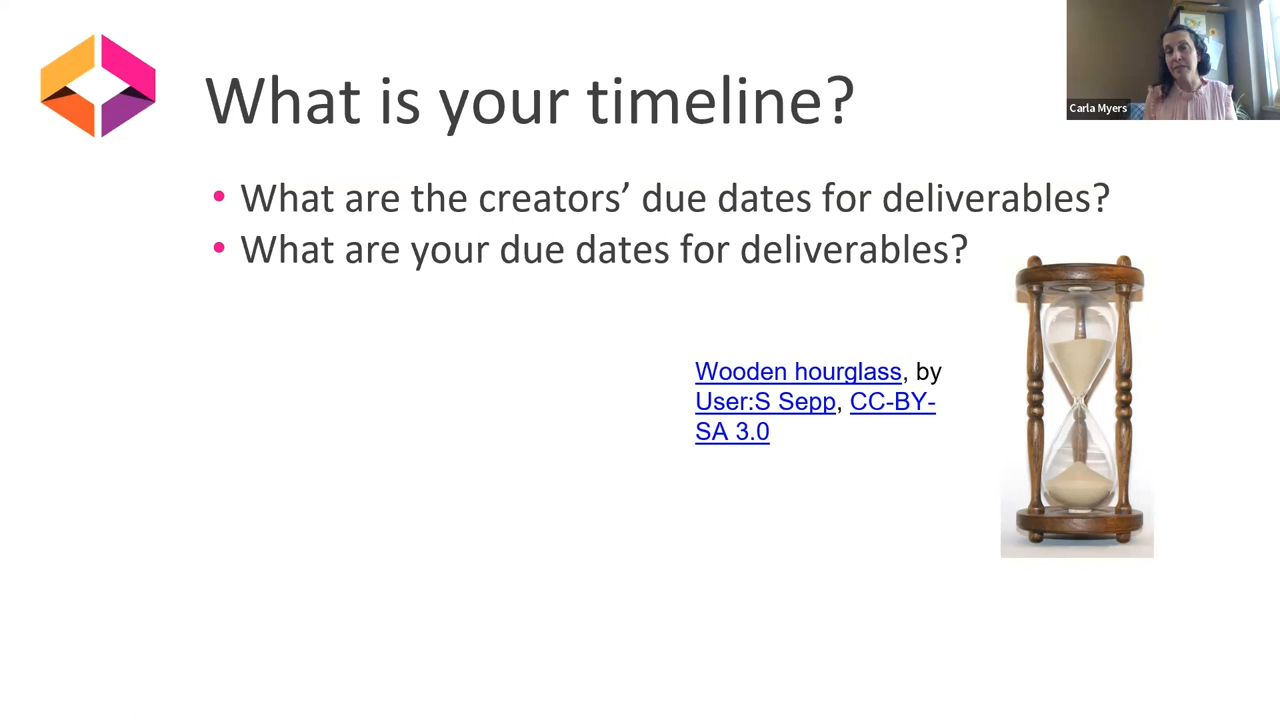 What is your timeline?
Carla Myers
• What are the creators’ due dates for deliverables?
• What are your due dates for deliverables?
Wooden hourglass, by
User:S Sepp, CC-BY-
SA 3.0